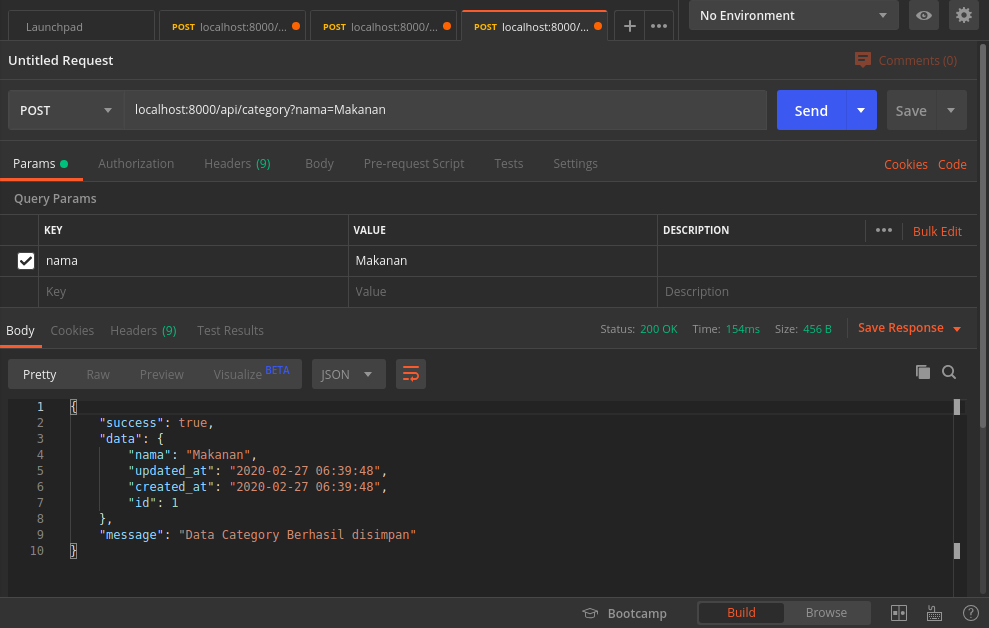 Launchpad
POST localhost:8000/...
POST localhost:8000/...
POST localhost:8000/...
No Environment
Untitled Request
Comments (0)
POST
localhost:8000/api/category?nama=Makanan
Send
Save
Params
Authorization
Headers (9)
Body
Pre-request Script
Tests
Settings
Cookies
Code
Query Params
KEY VALUE DESCRIPTION
Bulk Edit
nama Makanan
Key Value Description
Body
Cookies
Headers (9)
Test Results
Status: 200 OK
Time: 154ms
Size: 456 B
Save Response
Pretty
Raw
Preview
Visualize BETA
JSON
1 {
2 "success": true,
3 "data": {
4 "nama": "Makanan",
5 "updated_at": "2020-02-27 06:39:48",
6 "created_at": "2020-02-27 06:39:48",
7 "id": 1
8 },
9 "message": "Data Category Berhasil disimpan"
10 }
Bootcamp
Build
Browse
?